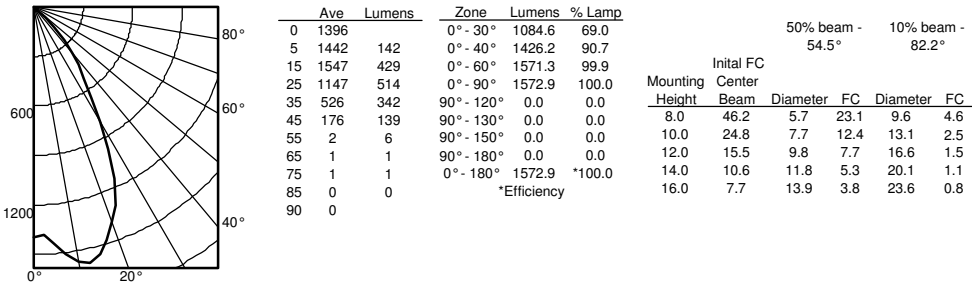 80°
60°
40°
600
1200
0° 20°
Ave Lumens
0 1396
5 1442 142
15 1547 429
25 1147 514
35 526 342
45 176 139
55 2 6
65 1 1
75 1 1
85 0 0
90 0
Zone Lumens % Lamp
0°- 30° 1084.6 69.0
0°- 40° 1426.2 90.7
0°- 60° 1571.3 99.9
0°- 90° 1572.9 100.0
90°- 120° 0.0 0.0
90°- 130° 0.0 0.0
90°- 150° 0.0 0.0
90°- 180° 0.0 0.0
0°- 180° 1572.9 *100.0
*Efficiency
50% beam - 10% beam -
54.5° 82.2°
Inital FC
Mounting Center
Height Beam Diameter FC Diameter FC
8.0 46.2 5.7 23.1 9.6 4.6
10.0 24.8 7.7 12.4 13.1 2.5
12.0 15.5 9.8 7.7 16.6 1.5
14.0 10.6 11.8 5.3 20.1 1.1
16.0 7.7 13.9 3.8 23.6 0.8